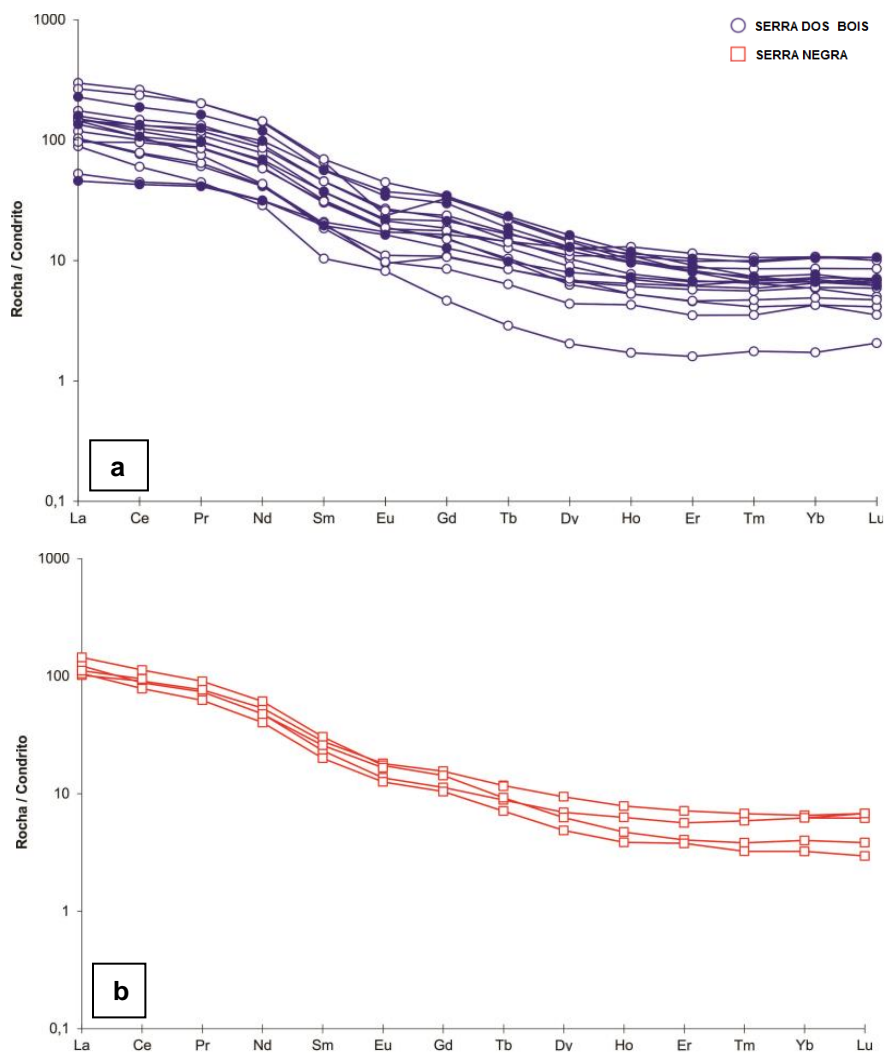 1000
SERRA DOS BOIS
SERRA NEGRA
100
Rocha / Condrito
10
1
a
0,1
La Ce Pr Nd Sm Eu Gd Tb Dy Ho Er Tm Yb Lu
1000
100
Rocha / Condrito
10
1
b
0,1
La Ce Pr Nd Sm Eu Gd Tb Dy Ho Er Tm Yb Lu